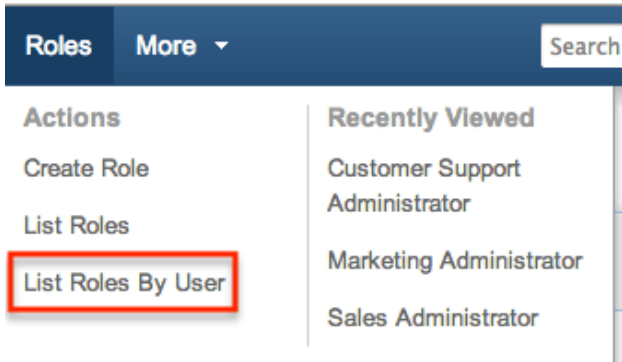 Roles More Search
Actions
Create Role
List Roles
List Roles By User
Recently Viewed
Customer Support
Administrator
Marketing Administrator
Sales Administrator